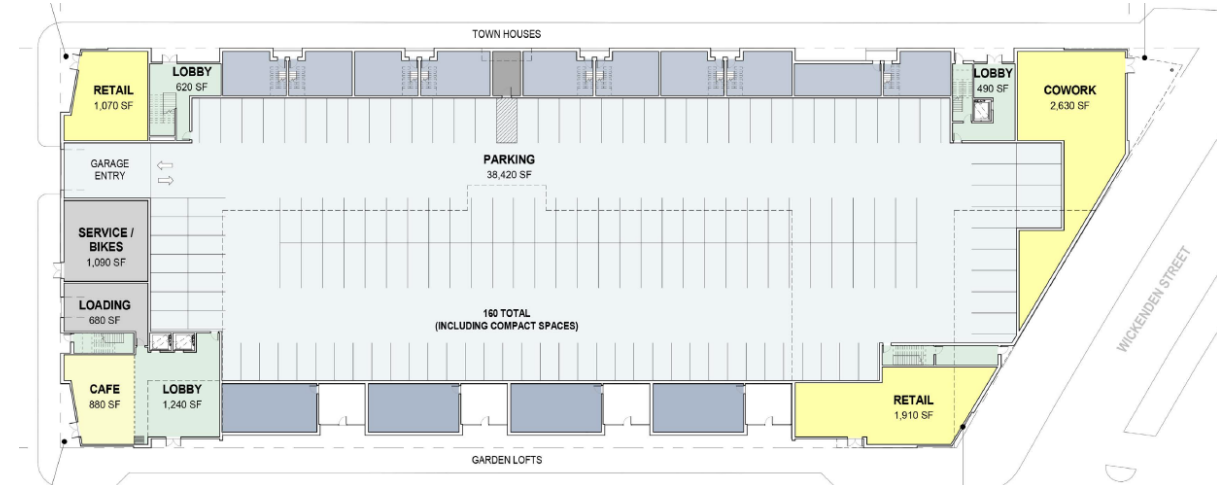 TOWN HOUSES
RETAIL
1,070 SF
LOBBY
620 SF
LOBBY
490 SF
COWORK
2,630 SF
GARAGE
ENTRY
PARKING
38,420 SF
SERVICE /
BIKES
1,090 SF
LOADING
680 SF
160 TOTAL
(INCLUDING COMPACT SPACES)
WICKENDEN STREET
CAFE
880 SF
LOBBY
1,240 SF
RETAIL
1,910 SF
GARDEN LOFTS